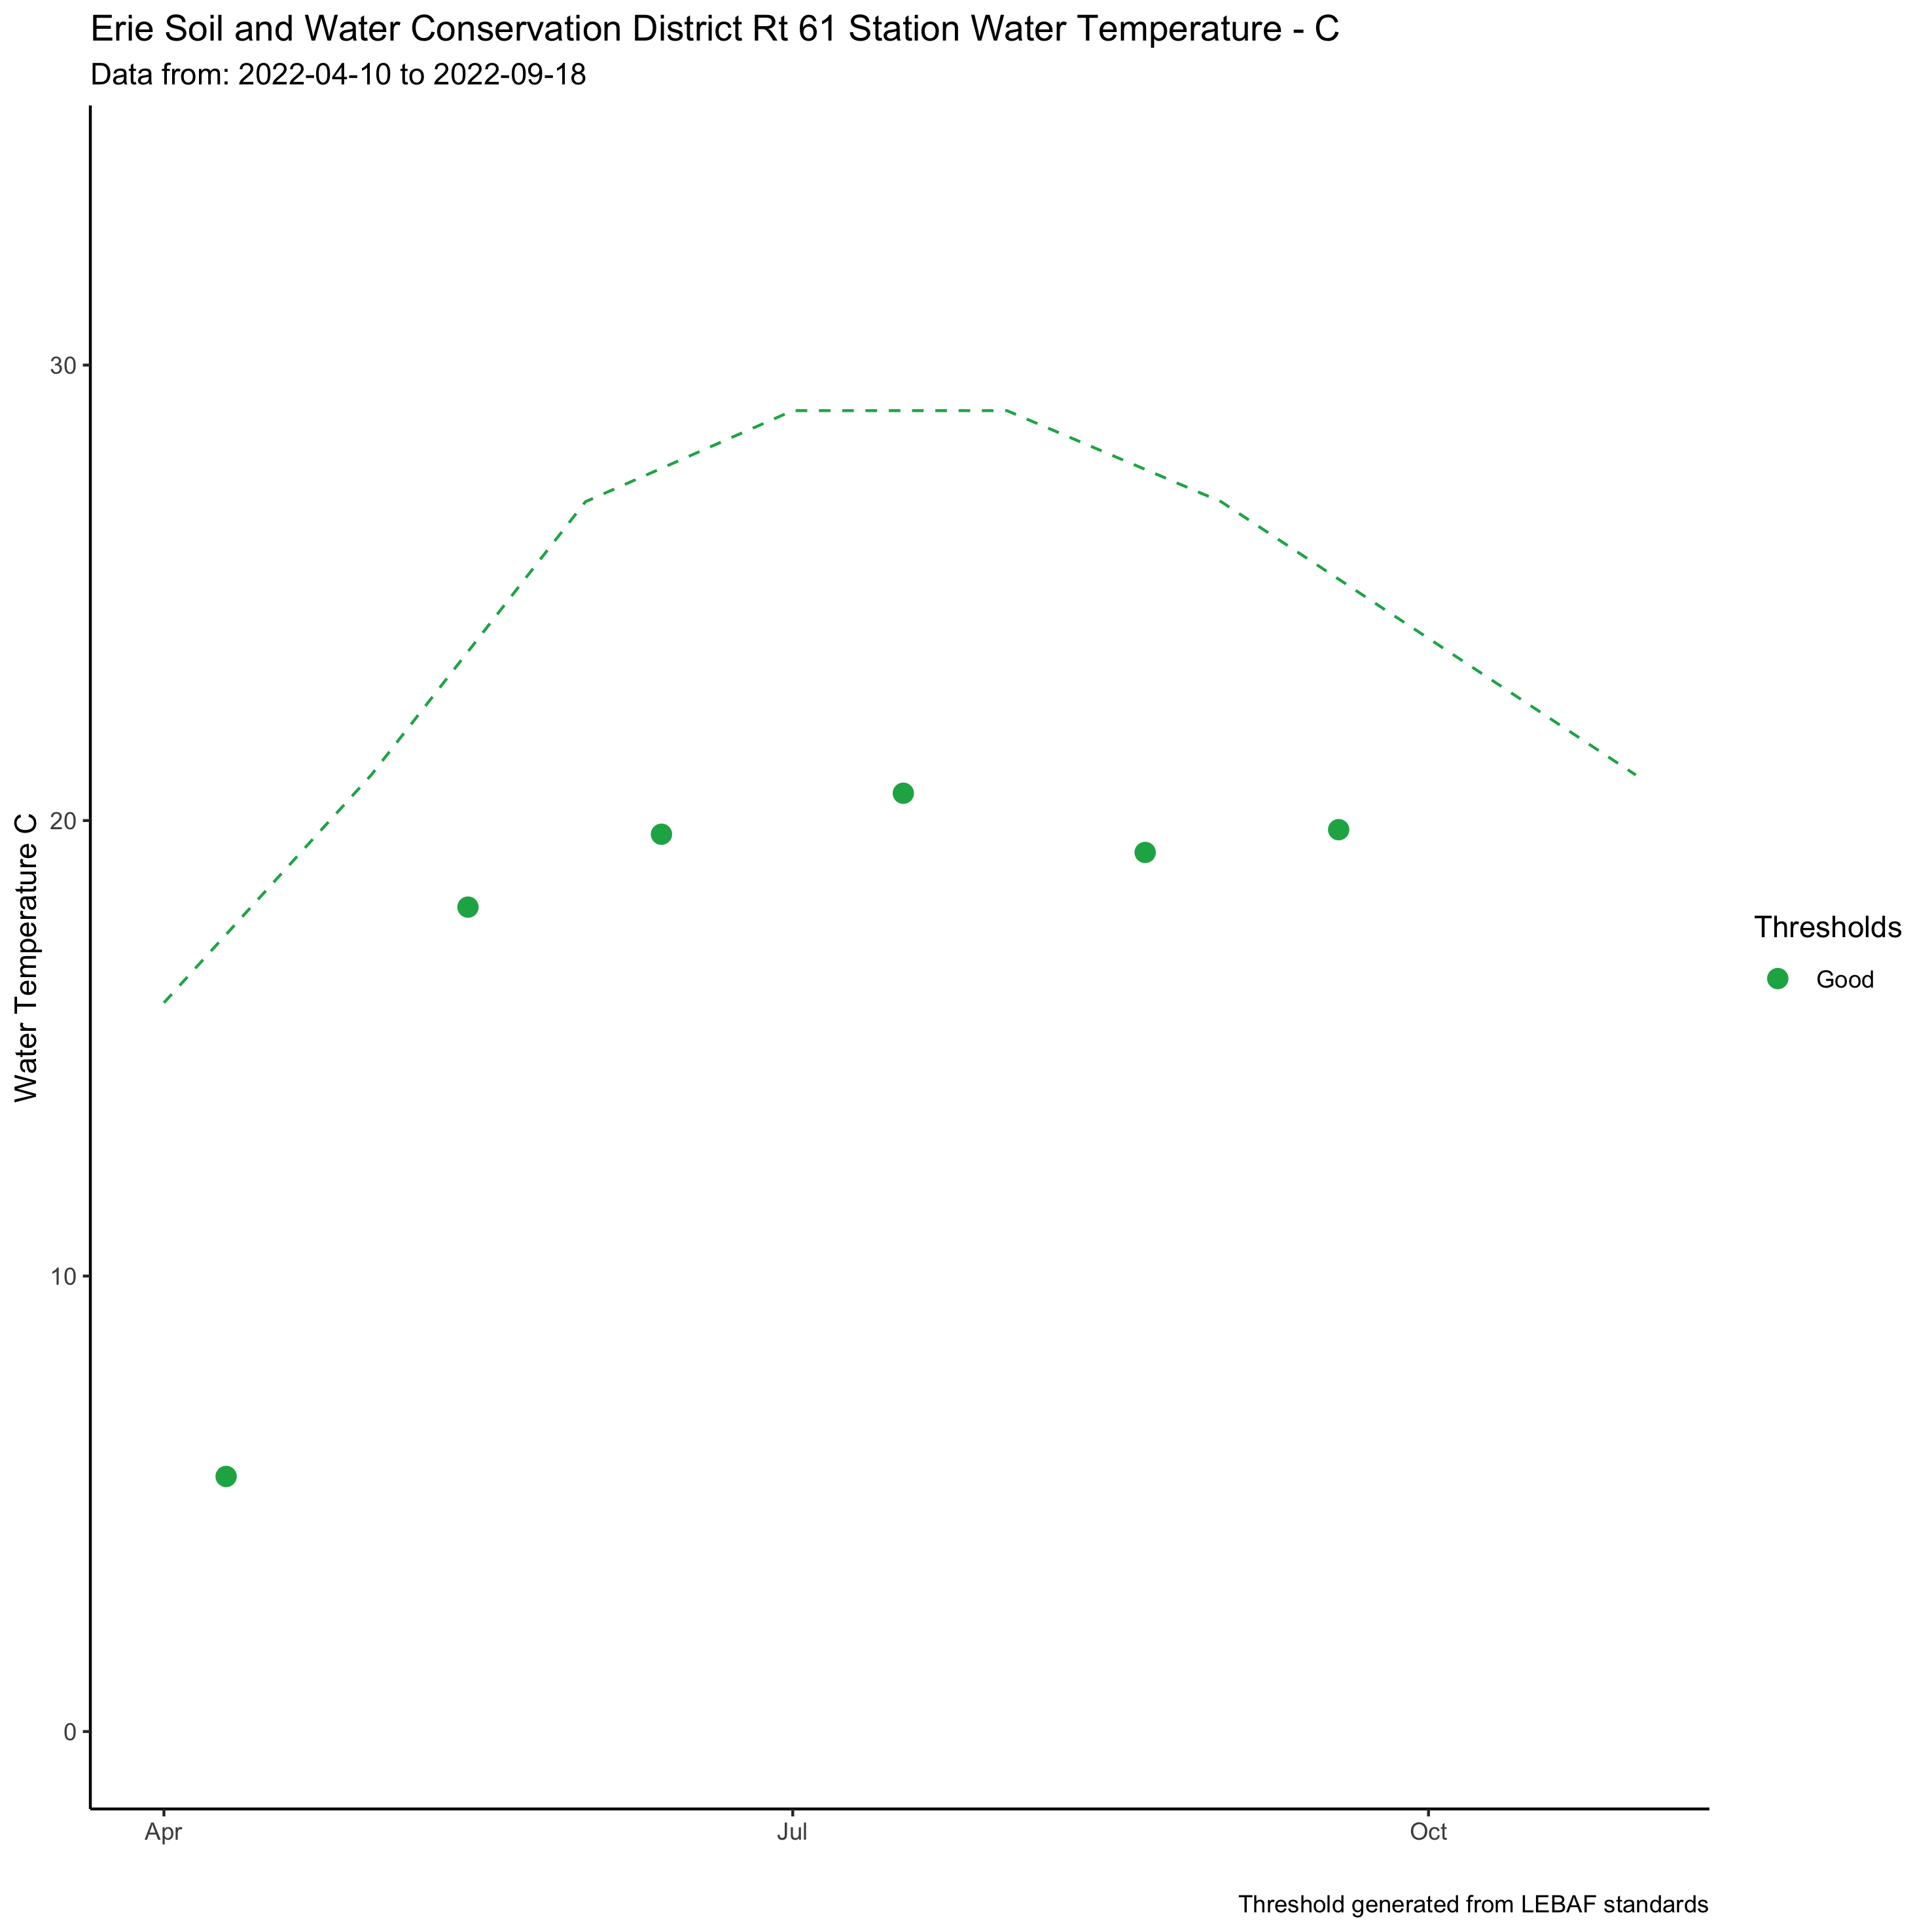 Erie Soil and Water Conservation District Rt 61 Station Water Temperature - C
Data from: 2022-04-10 to 2022-09-18
Water Temperature C
30
20
10
0
Apr
Jul
Oct
Thresholds
Good
Threshold generated from LEBAF standards